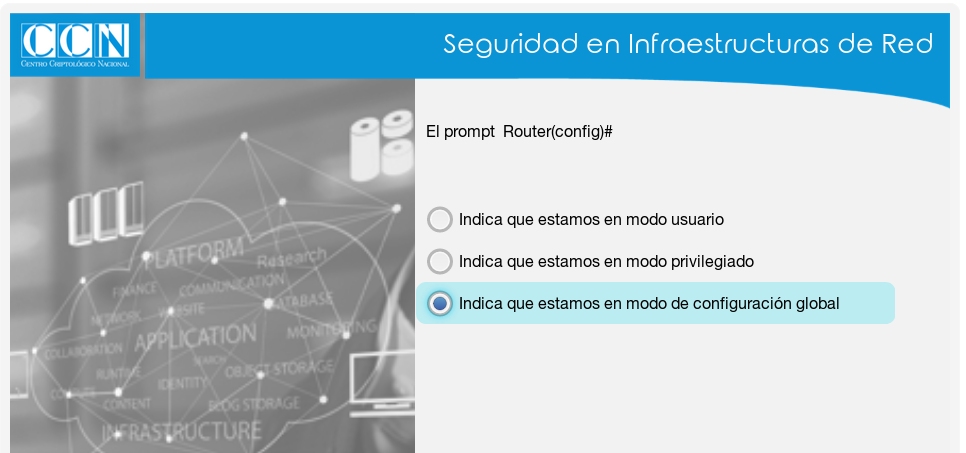 CCN
CENTRO CRIPTOLÓGICO NACIONAL
Seguridad en Infraestructuras de Red
El prompt Router(config)#
Indica que estamos en modo usuario
Indica que estamos en modo privilegiado
Indica que estamos en modo de configuración global
PLATFORM
Research
FINANCE
COMMUNICATION
NETWORK
WEBSITE
DATABASE
APPLICATION
MONITORING
COLLABORATION
SEARCH
RUNTIME
IDENTITY
OBJECT STORAGE
COMPUTE
CONTENT
BLOG STORAGE
INFRASTRUCTURE